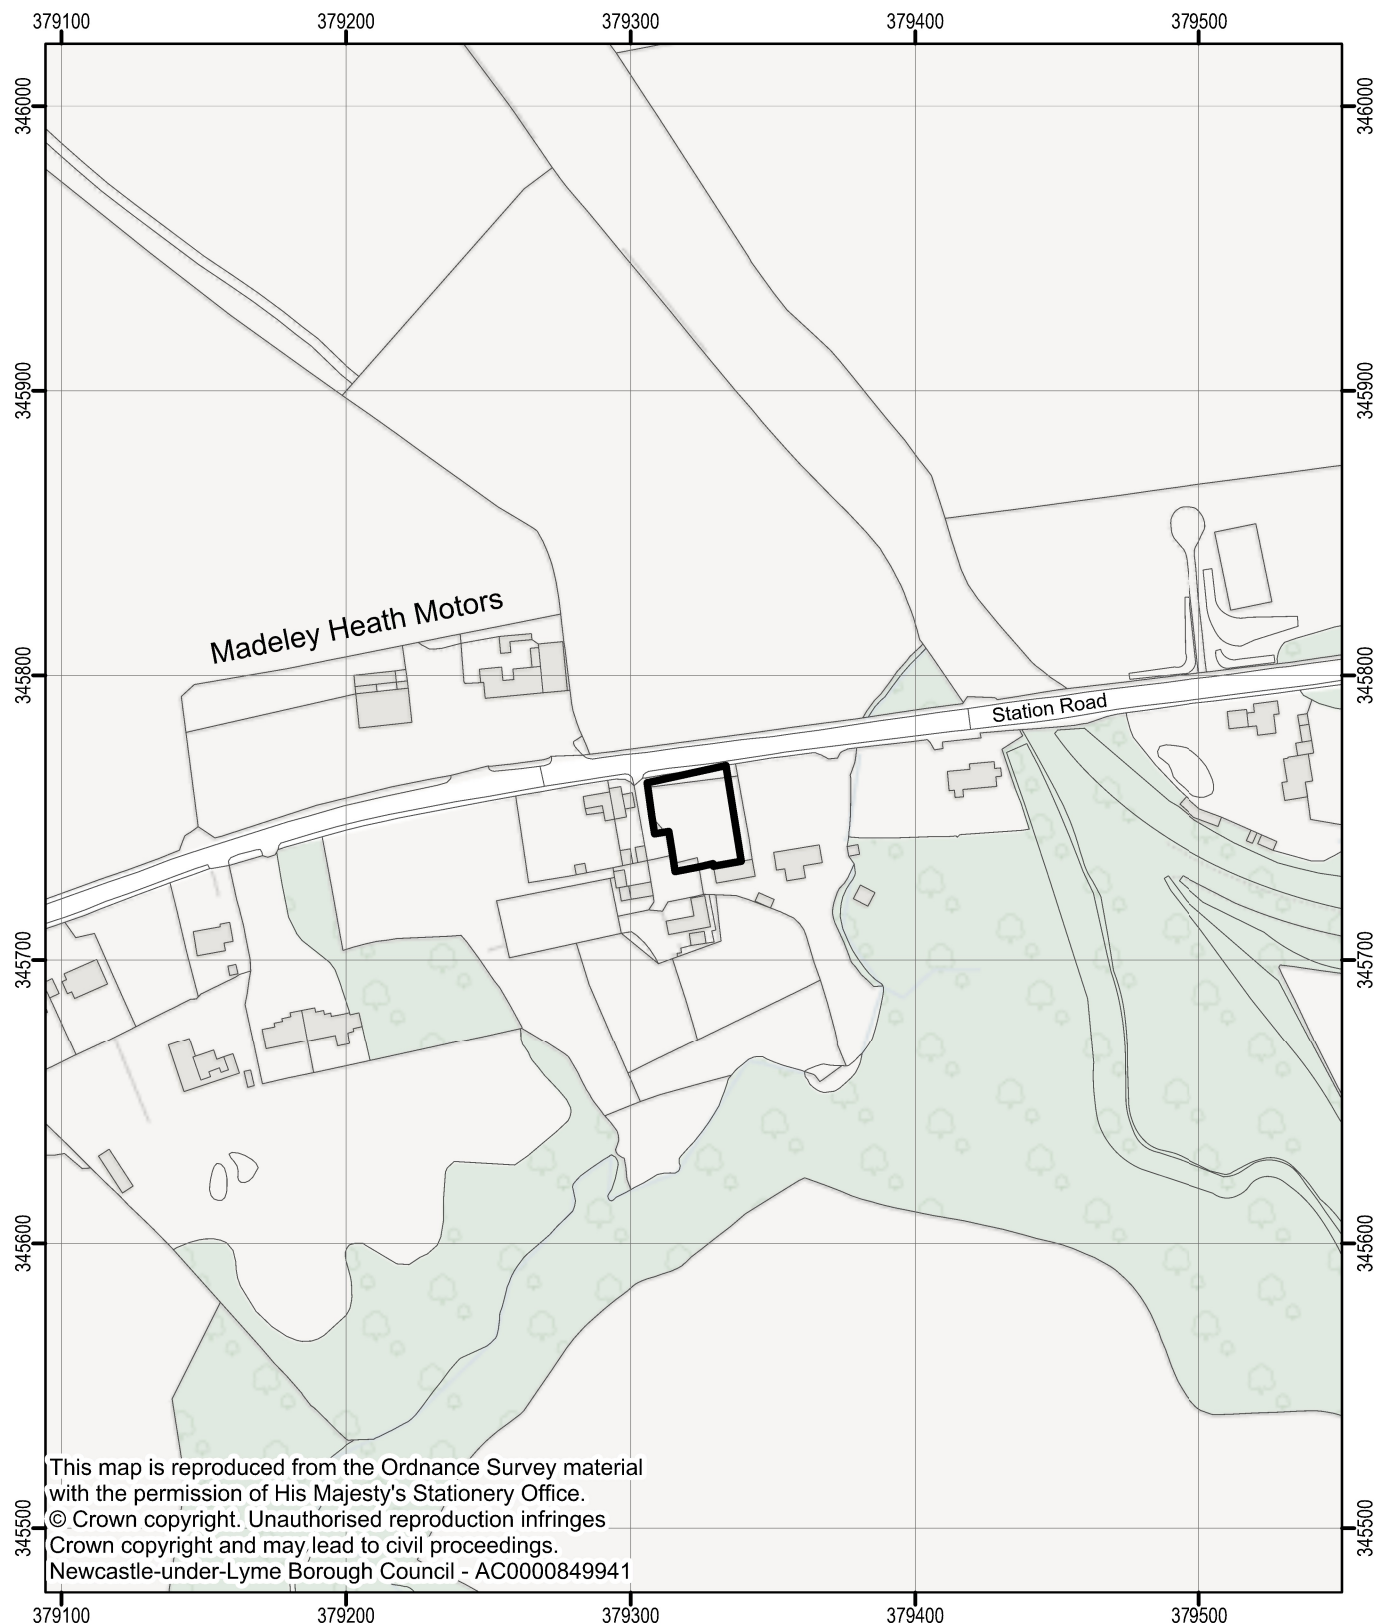 379100 379200 379300 379400 379500
346000 346000
345900 345900
Madeley Heath Motors
345800 345800
Station Road
345700 345700
345600 345600
This map is reproduced from the Ordnance Survey material
with the permission of His Majesty's Stationery Office.
© Crown copyright. Unauthorised reproduction infringes
Crown copyright and may lead to civil proceedings.
Newcastle-under-Lyme Borough Council - AC0000849941
345500 345500
379100 379200 379300 379400 379500